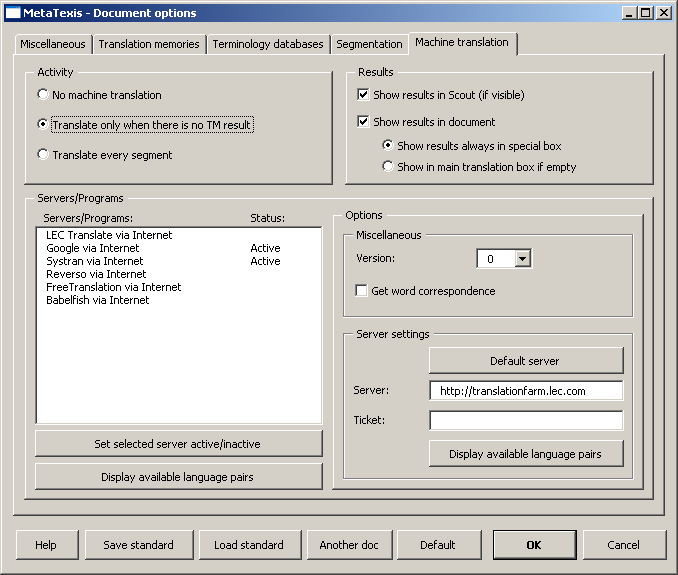 MetaTexis - Document options
Miscellaneous Translation memories Terminology databases Segmentation Machine translation
Activity
No machine translation
Translate only when there is no TM result
Translate every segment
Results
Show results in Scout (if visible)
Show results in document
Show results always in special box
Show in main translation box if empty
Servers/Programs
Servers/Programs: Status:
LEC Translate via Internet
Google via Internet Active
Systran via Internet Active
Reverso via Internet
FreeTranslation via Internet
Babelfish via Internet
Set selected server active/inactive
Display available language pairs
Options
Miscellaneous
Version: 0
Get word correspondence
Server settings
Default server
Server: http://translationfarm.lec.com
Ticket:
Display available language pairs
Help Save standard Load standard Another doc Default OK Cancel